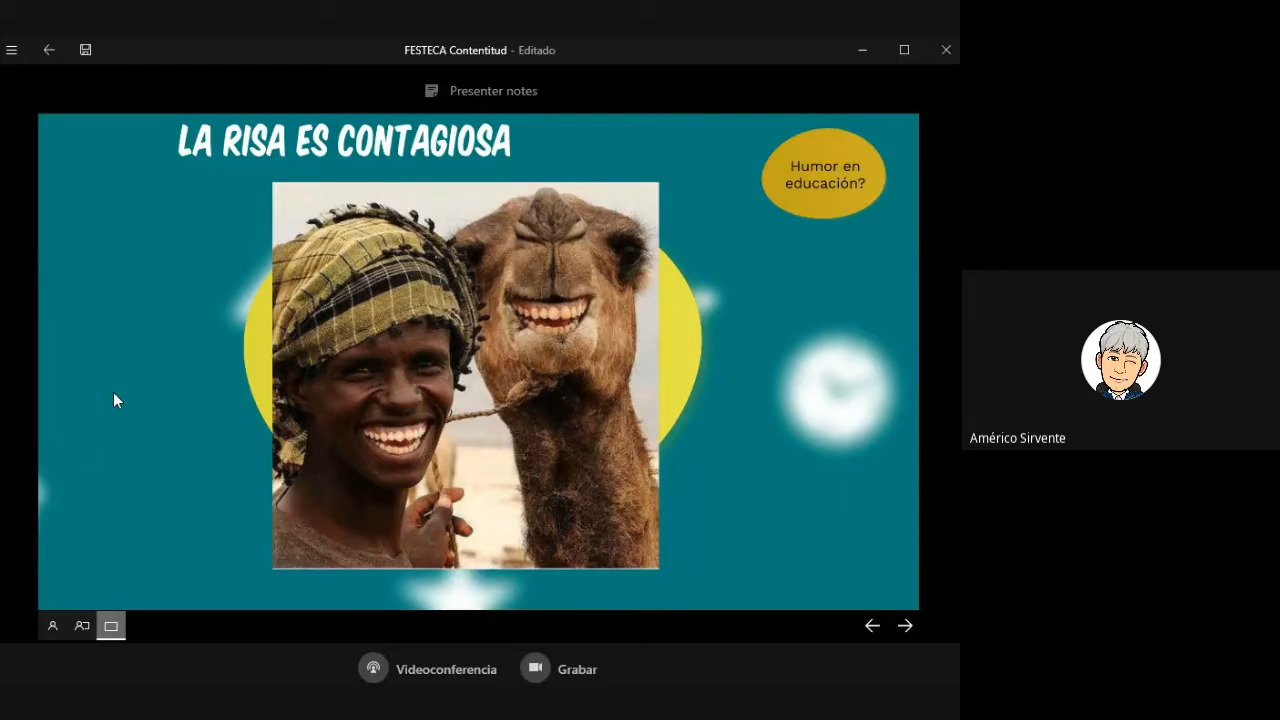 FESTECA Contentitud - Editado
Presenter notes
LA RISA ES CONTAGIOSA
Humor en
educación?
Américo Sirvente
Videoconferencia
Grabar